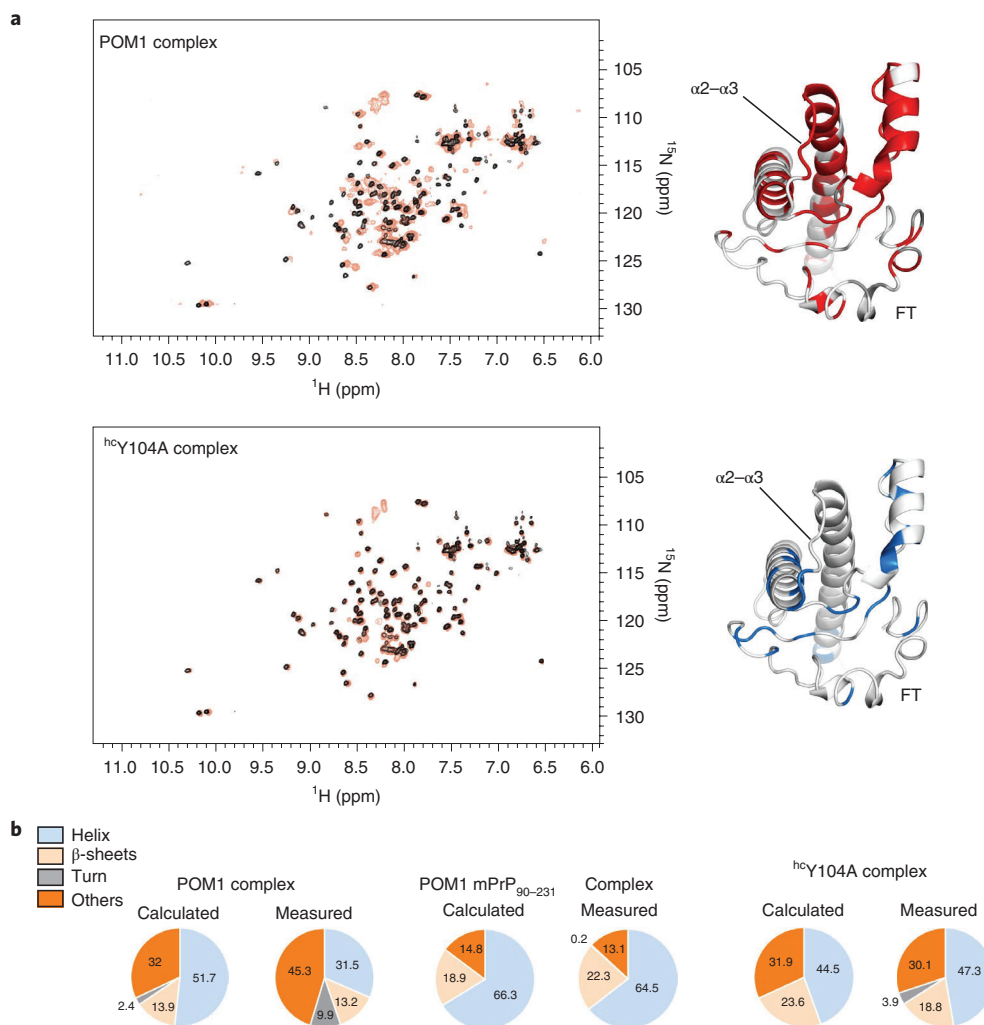 a
POM1 complex
105
110
115
120
125
130
¹⁵N (ppm)
11.0 10.5 10.0 9.5 9.0 8.5 8.0 7.5 7.0 6.5 6.0
¹H (ppm)
α2–α3
FT
ʰᶜY104A complex
105
110
115
120
125
130
¹⁵N (ppm)
11.0 10.5 10.0 9.5 9.0 8.5 8.0 7.5 7.0 6.5 6.0
¹H (ppm)
α2–α3
FT
b
Helix
β-sheets
Turn
Others
POM1 complex
Calculated Measured
32
51.7
2.4
13.9
45.3
31.5
13.2
9.9
POM1 mPrP₉₀₋₂₃₁ Complex
Calculated Measured
14.8
18.9
66.3
0.2
13.1
22.3
64.5
ʰᶜY104A complex
Calculated Measured
31.9
44.5
23.6
30.1
47.3
3.9
18.8